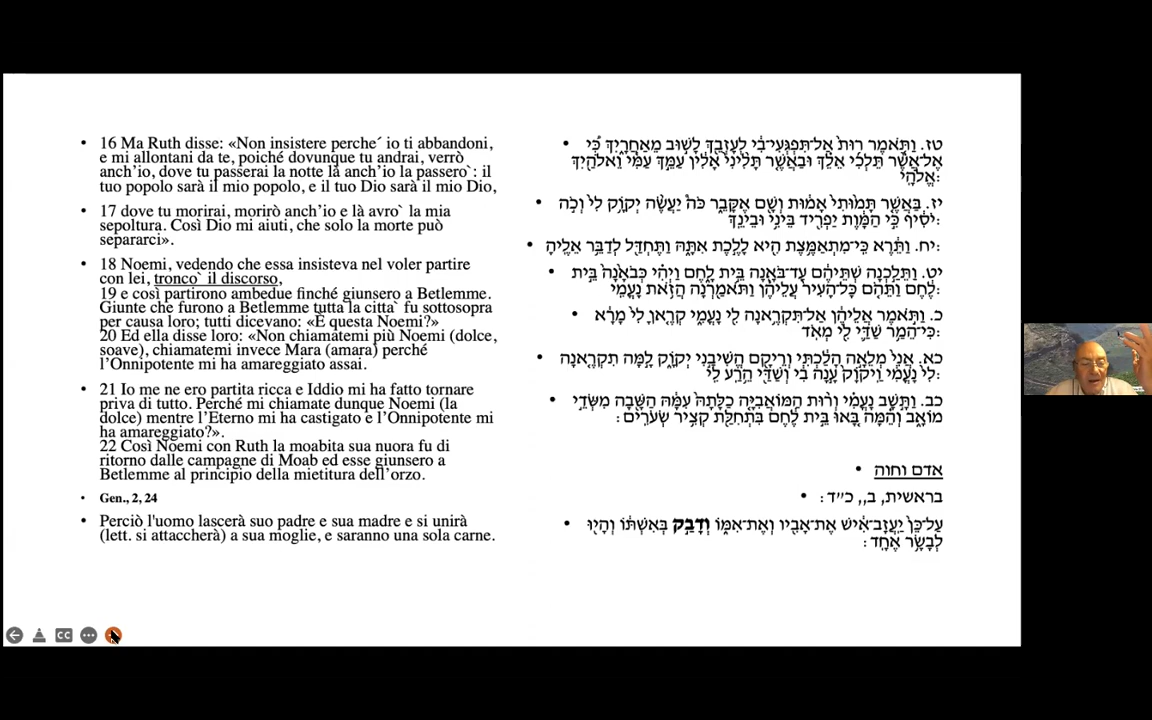 16 Ma Ruth disse: «Non insistere perche´ io ti abbandoni,
e mi allontani da te, poiché dovunque tu andrai, verrò
anch’io, dove tu passerai la notte là anch’io la passero`: il
tuo popolo sarà il mio popolo, e il tuo Dio sarà il mio Dio,
17 dove tu morirai, morirò anch’io e là avro` la mia
sepoltura. Così Dio mi aiuti, che solo la morte può
separarci».
18 Noemi, vedendo che essa insisteva nel voler partire
con lei, tronco` il discorso,
19 e così partirono ambedue finché giunsero a Betlemme.
Giunte che furono a Betlemme tutta la citta` fu sottosopra
per causa loro; tutti dicevano: «È questa Noemi?»
20 Ed ella disse loro: «Non chiamatemi più Noemi (dolce,
soave), chiamatemi invece Mara (amara) perché
l’Onnipotente mi ha amareggiato assai.
21 Io me ne ero partita ricca e Iddio mi ha fatto tornare
priva di tutto. Perché mi chiamate dunque Noemi (la
dolce) mentre l’Eterno mi ha castigato e l’Onnipotente mi
ha amareggiato?».
22 Così Noemi con Ruth la moabita sua nuora fu di
ritorno dalle campagne di Moab ed esse giunsero a
Betlemme al principio della mietitura dell’orzo.
Gen., 2, 24
Perciò l'uomo lascerà suo padre e sua madre e si unirà
(lett. si attaccherà) a sua moglie, e saranno una sola carne.
טז. וַתֹּ֤אמֶר רוּת֙ אַל־תִּפְגְּעִי־בִ֔י לְעׇזְבֵ֖ךְ לָשׁ֣וּב מֵאַחֲרָ֑יִךְ כִּ֠י
אֶל־אֲשֶׁ֨ר תֵּלְכִ֜י אֵלֵ֗ךְ וּבַאֲשֶׁ֤ר תָּלִ֙ינִי֙ אָלִ֔ין עַמֵּ֣ךְ עַמִּ֔י וֵאלֹהַ֖יִךְ
אֱלֹהָֽי׃
יז. בַּאֲשֶׁ֤ר תָּמ֙וּתִי֙ אָמ֔וּת וְשָׁ֖ם אֶקָּבֵ֑ר כֹּה֩ יַעֲשֶׂ֨ה יְקוָ֥ק לִי֙ וְכֹ֣ה
יֹסִ֔יף כִּ֣י הַמָּ֔וֶת יַפְרִ֖יד בֵּינִ֥י וּבֵינֵֽךְ׃
יח. וַתֵּ֕רֶא כִּֽי־מִתְאַמֶּ֥צֶת הִ֖יא לָלֶ֣כֶת אִתָּ֑הּ וַתֶּחְדַּ֖ל לְדַבֵּ֥ר אֵלֶֽיהָ׃
יט. וַתֵּלַ֣כְנָה שְׁתֵּיהֶ֔ם עַד־בֹּאָ֖נָה בֵּ֣ית לָ֑חֶם וַיְהִ֗י כְּבֹאָ֙נָה֙ בֵּ֣ית
לֶ֔חֶם וַתֵּהֹ֤ם כׇּל־הָעִיר֙ עֲלֵיהֶ֔ן וַתֹּאמַ֖רְנָה הֲזֹ֥את נׇעֳמִֽי׃
כ. וַתֹּ֣אמֶר אֲלֵיהֶ֔ן אַל־תִּקְרֶ֥אנָה לִ֖י נׇעֳמִ֑י קְרֶ֤אןָ לִי֙ מָרָ֔א
כִּי־הֵמַ֥ר שַׁדַּ֛י לִ֖י מְאֹֽד׃
כא. אֲנִי֙ מְלֵאָ֣ה הָלַ֔כְתִּי וְרֵיקָ֖ם הֱשִׁיבַ֣נִי יְקוָ֑ק לָ֣מָּה תִקְרֶ֤אנָה
לִי֙ נׇעֳמִ֔י וַֽיקוָק֙ עָ֣נָה בִ֔י וְשַׁדַּ֖י הֵ֥רַֽע לִֽי׃
כב. וַתָּ֣שׇׁב נׇעֳמִ֗י וְר֨וּת הַמּוֹאֲבִיָּ֤ה כַלָּתָהּ֙ עִמָּ֔הּ הַשָּׁ֖בָה מִשְּׂדֵ֣י
מוֹאָ֑ב וְהֵ֗מָּה בָּ֚אוּ בֵּ֣ית לֶ֔חֶם בִּתְחִלַּ֖ת קְצִ֥יר שְׂעֹרִֽים׃
אדם וחוה
בראשית, ב,, כ״ד:
עַל־כֵּן֙ יַֽעֲזׇב־אִ֔ישׁ אֶת־אָבִ֖יו וְאֶת־אִמּ֑וֹ וְדָבַ֣ק בְּאִשְׁתּ֔וֹ וְהָי֖וּ
לְבָשָׂ֥ר אֶחָֽד׃
CC